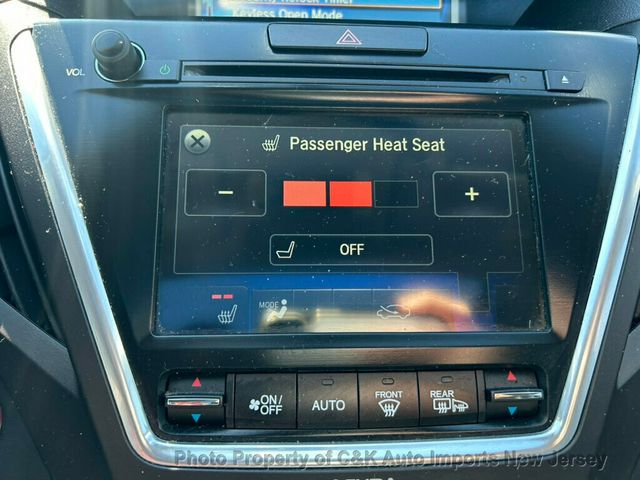 Keyless Open Mode
VOL
Passenger Heat Seat
-
+
OFF
MODE
ON/
OFF
AUTO
FRONT
REAR
Photo Property of C&K Auto Imports New Jersey